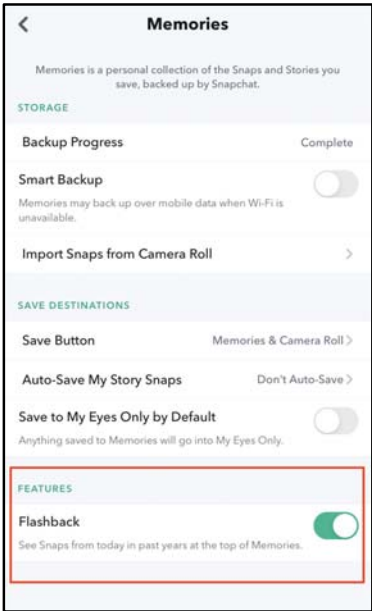 Memories
Memories is a personal collection of the Snaps and Stories you
save, backed up by Snapchat.
STORAGE
Backup Progress Complete
Smart Backup
Memories may back up over mobile data when Wi-Fi is
unavailable.
Import Snaps from Camera Roll
SAVE DESTINATIONS
Save Button Memories & Camera Roll
Auto-Save My Story Snaps Don't Auto-Save
Save to My Eyes Only by Default
Anything saved to Memories will go into My Eyes Only.
FEATURES
Flashback
See Snaps from today in past years at the top of Memories.